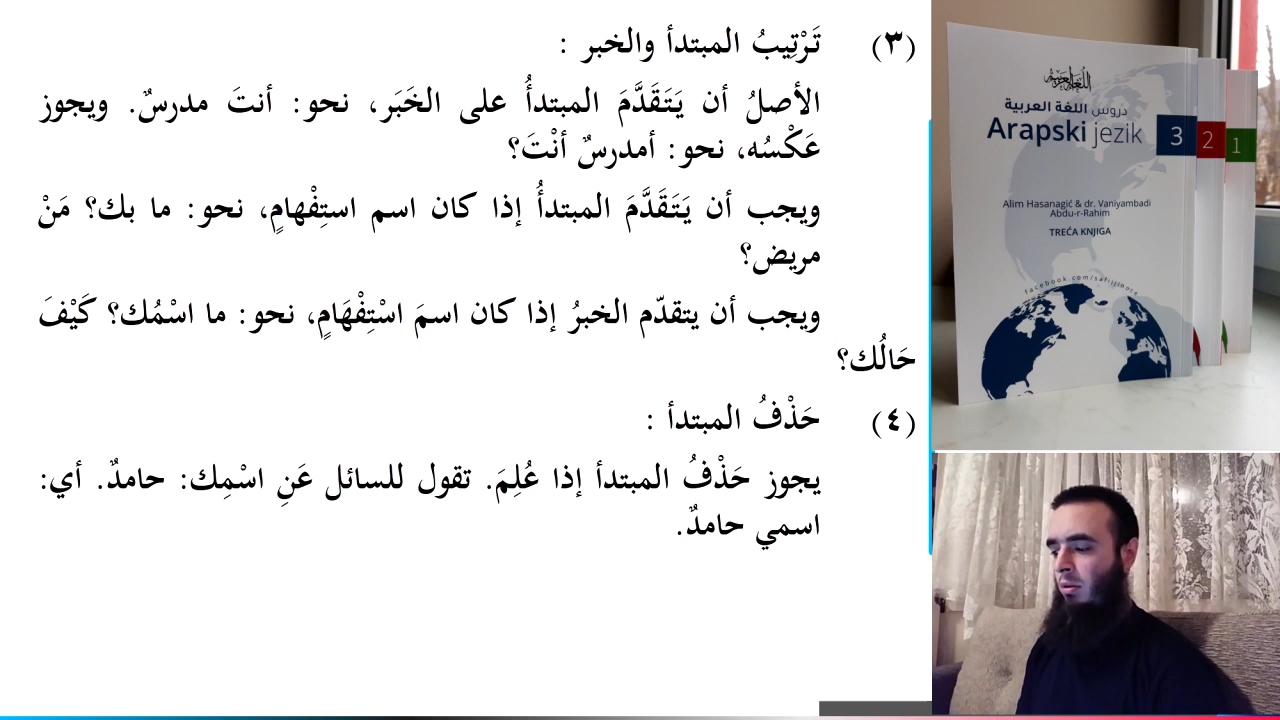 (٣) تَرْتِيبُ المبتدأ والخبر :
الأصلُ أن يَتَقَدَّمَ المبتدأُ على الخَبَر، نحو: أنتَ مدرسٌ. ويجوز
عَكْسُه، نحو: أمدرسٌ أنْتَ؟
ويجب أن يَتَقَدَّمَ المبتدأُ إذا كان اسم استِفْهامٍ، نحو: ما بك؟ مَنْ
مريض؟
ويجب أن يتقدّم الخبرُ إذا كان اسمَ اسْتِفْهَامٍ، نحو: ما اسْمُك؟ كَيْفَ
حَالُك؟
(٤) حَذْفُ المبتدأ :
يجوز حَذْفُ المبتدأ إذا عُلِمَ. تقول للسائل عَنِ اسْمِك: حامدٌ. أي:
اسمي حامدٌ.
اللغة العربية
دروس اللغة العربية
Arapski jezik 3 2 1
Alim Hasanagić & dr. Vaniyambadi
Abdu-r-Rahim
TREĆA KNJIGA